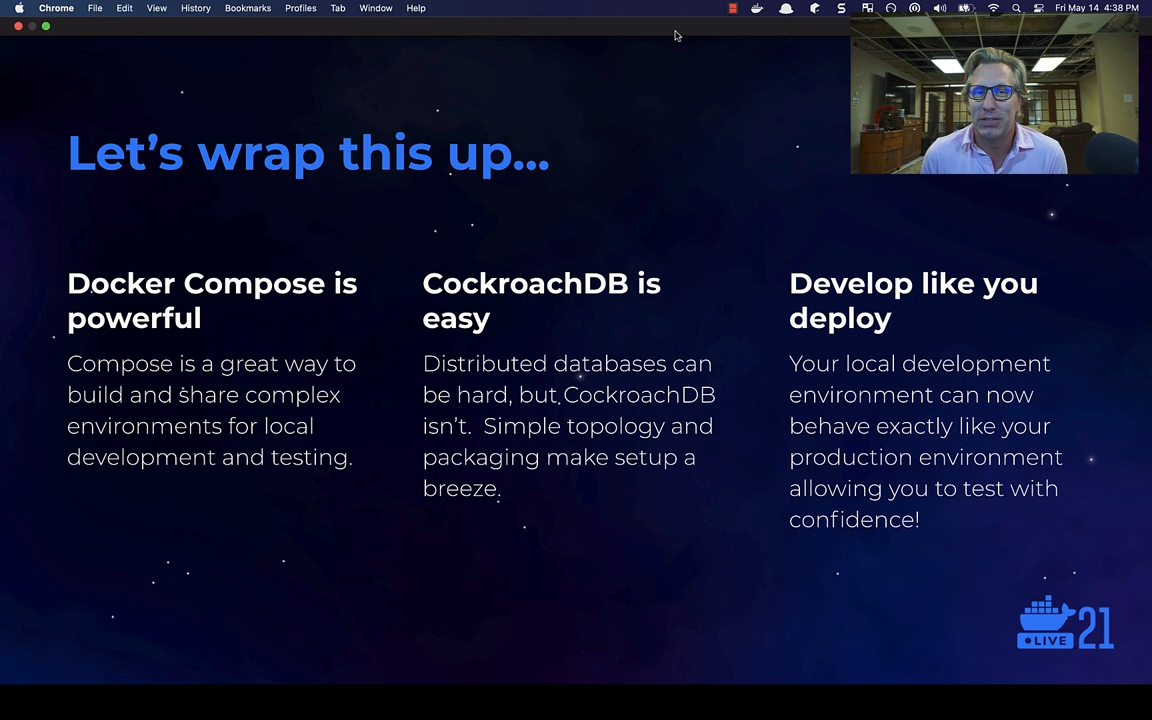 Chrome File Edit View History Bookmarks Profiles Tab Window Help Fri May 14 4:38 PM
Let's wrap this up...
Docker Compose is
powerful
Compose is a great way to
build and share complex
environments for local
development and testing.
CockroachDB is
easy
Distributed databases can
be hard, but CockroachDB
isn't. Simple topology and
packaging make setup a
breeze.
Develop like you
deploy
Your local development
environment can now
behave exactly like your
production environment
allowing you to test with
confidence!
LIVE 21